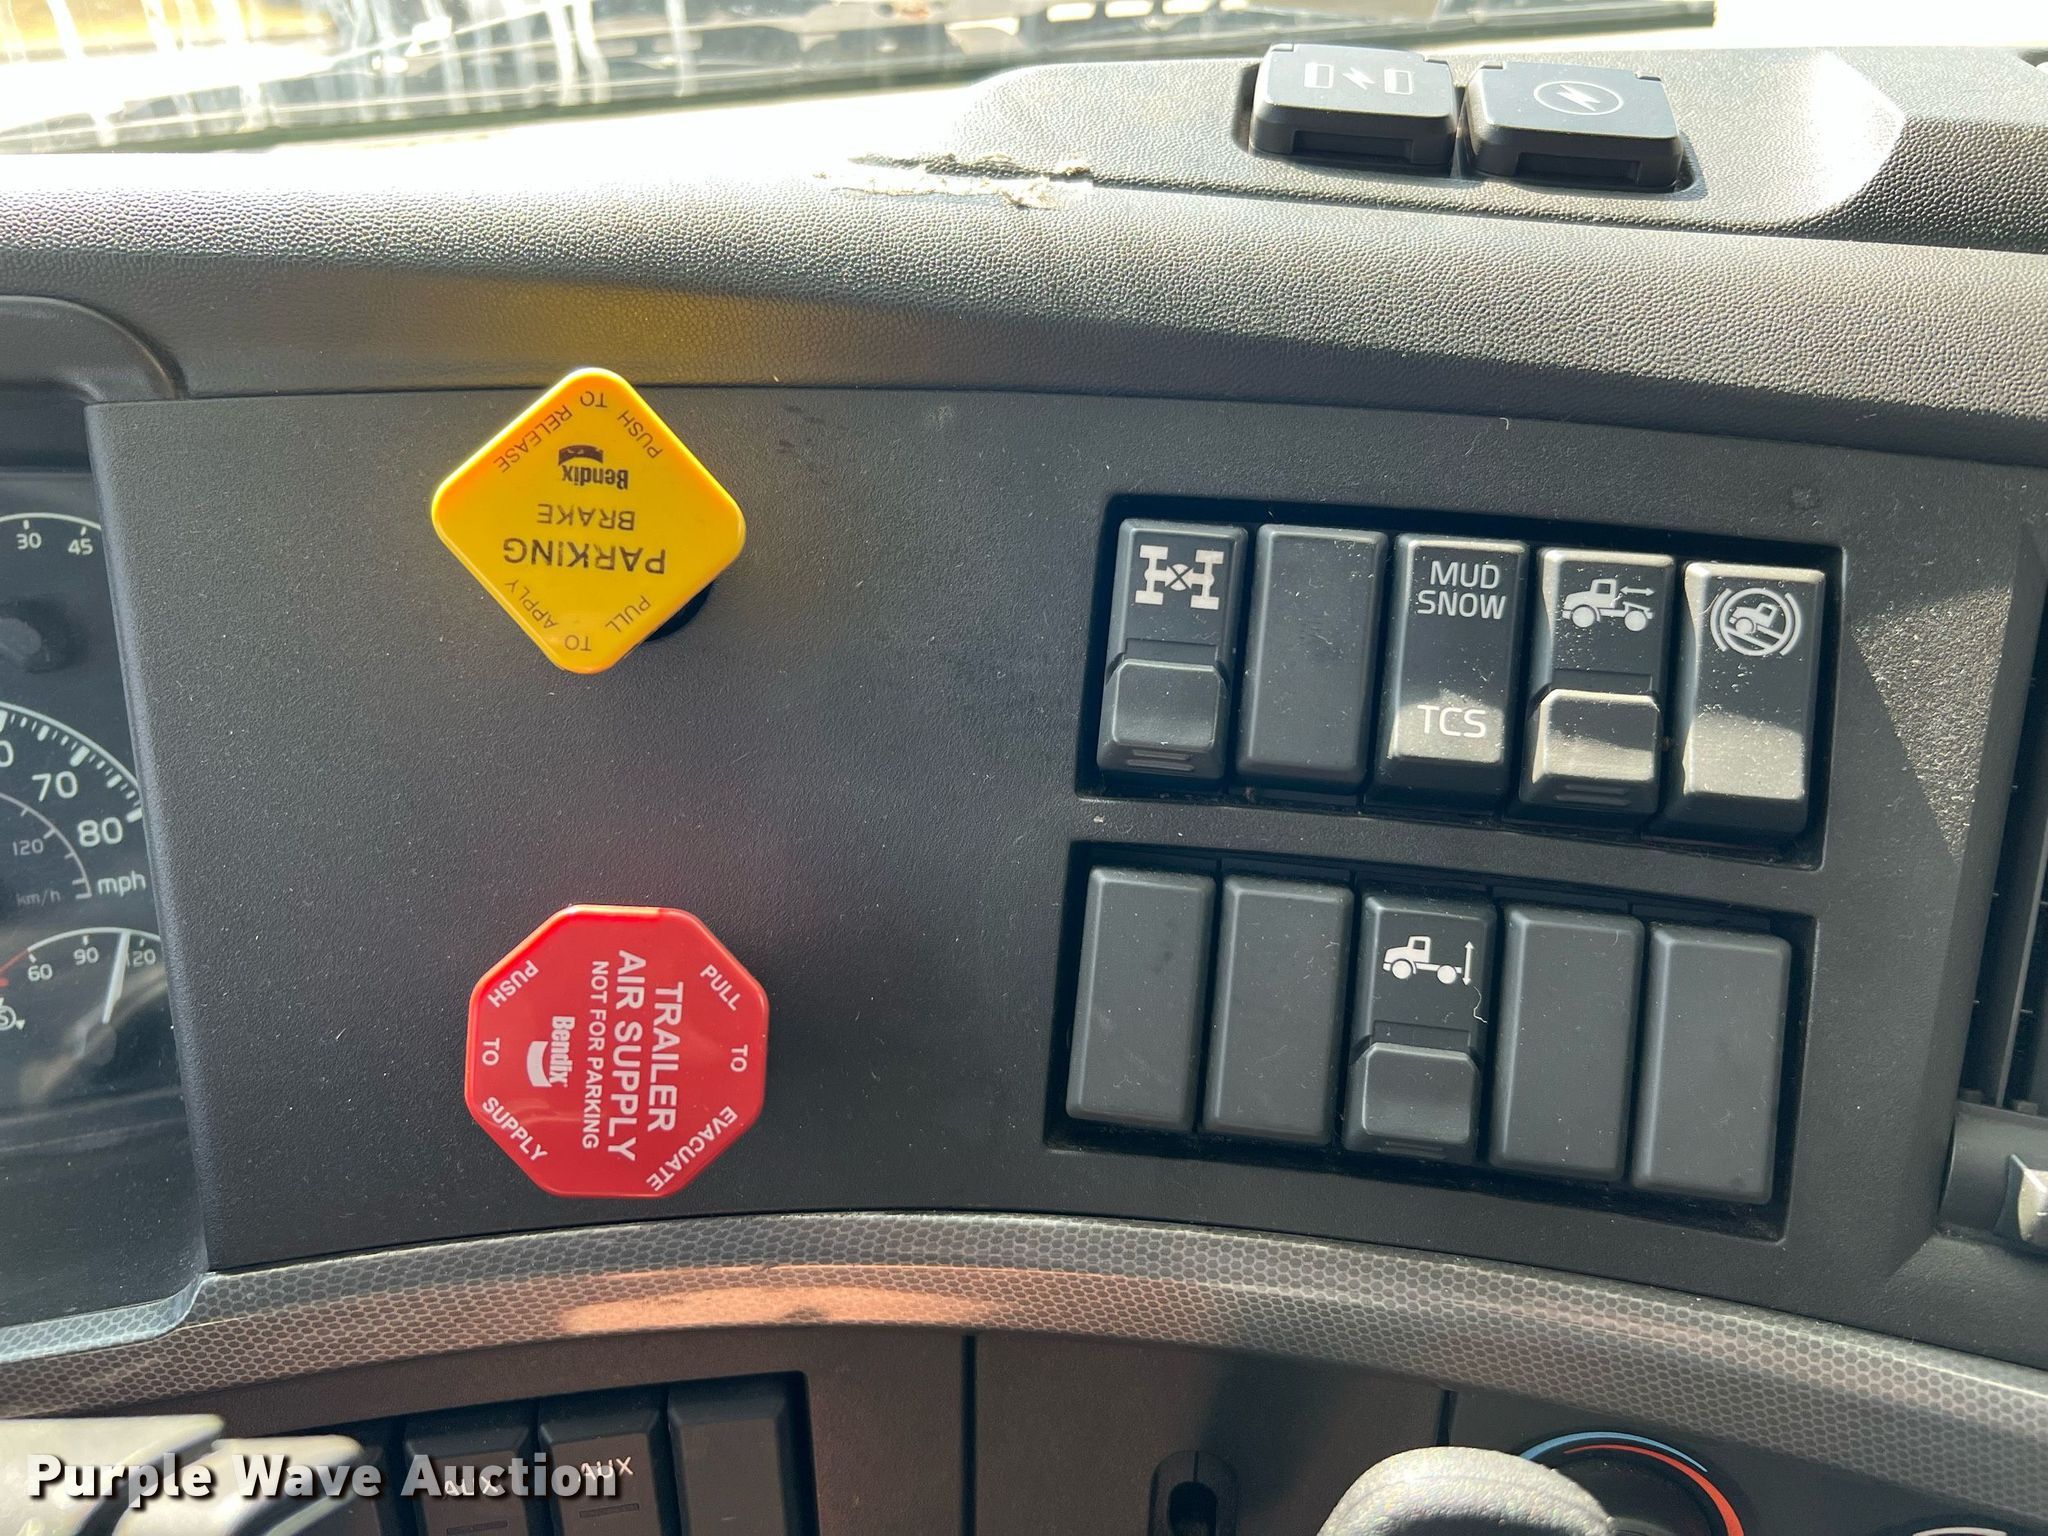 PUSH TO RELEASE
Bendix
PARKING
BRAKE
PULL TO APPLY
30
45
70
80
120
km/h
mph
60
90
120
MUD
SNOW
TCS
PULL TO EVACUATE
TRAILER
AIR SUPPLY
NOT FOR PARKING
Bendix
PUSH TO SUPPLY
AUX
AUX
Purple Wave Auction